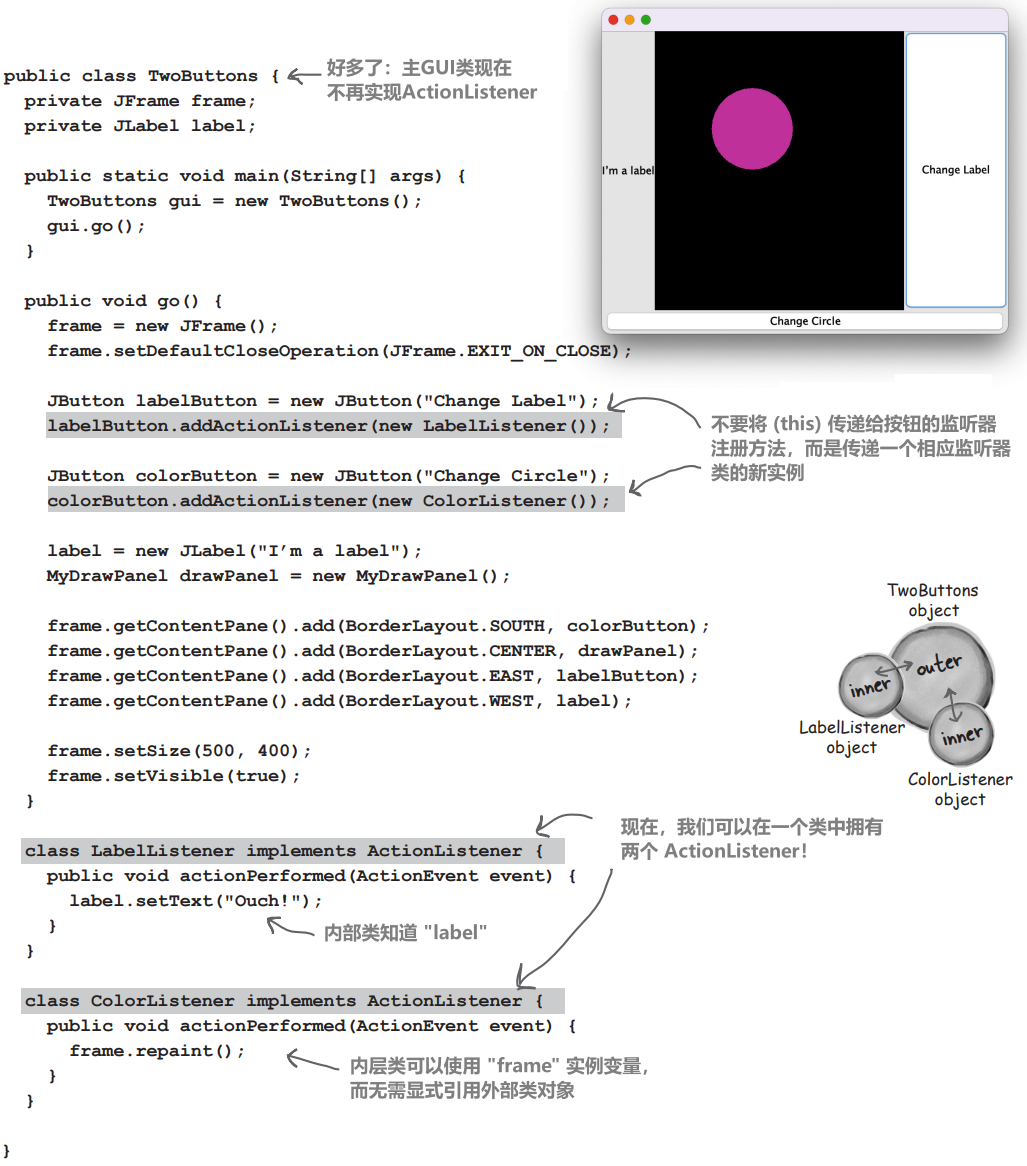 public class TwoButtons {
好多了：主GUI类现在
不再实现ActionListener
private JFrame frame;
private JLabel label;
public static void main(String[] args) {
TwoButtons gui = new TwoButtons();
gui.go();
}
I'm a label
Change Label
Change Circle
public void go() {
frame = new JFrame();
frame.setDefaultCloseOperation(JFrame.EXIT_ON_CLOSE);
JButton labelButton = new JButton("Change Label");
labelButton.addActionListener(new LabelListener());
不要将 (this) 传递给按钮的监听器
注册方法，而是传递一个相应监听器
类的新实例
JButton colorButton = new JButton("Change Circle");
colorButton.addActionListener(new ColorListener());
label = new JLabel("I’m a label");
MyDrawPanel drawPanel = new MyDrawPanel();
frame.getContentPane().add(BorderLayout.SOUTH, colorButton);
frame.getContentPane().add(BorderLayout.CENTER, drawPanel);
frame.getContentPane().add(BorderLayout.EAST, labelButton);
frame.getContentPane().add(BorderLayout.WEST, label);
TwoButtons
object
outer
inner
inner
LabelListener
object
ColorListener
object
frame.setSize(500, 400);
frame.setVisible(true);
}
现在，我们可以在一个类中拥有
两个 ActionListener！
class LabelListener implements ActionListener {
public void actionPerformed(ActionEvent event) {
label.setText("Ouch!");
}
内部类知道 "label"
}
class ColorListener implements ActionListener {
public void actionPerformed(ActionEvent event) {
frame.repaint();
内层类可以使用 "frame" 实例变量，
而无需显式引用外部类对象
}
}
}